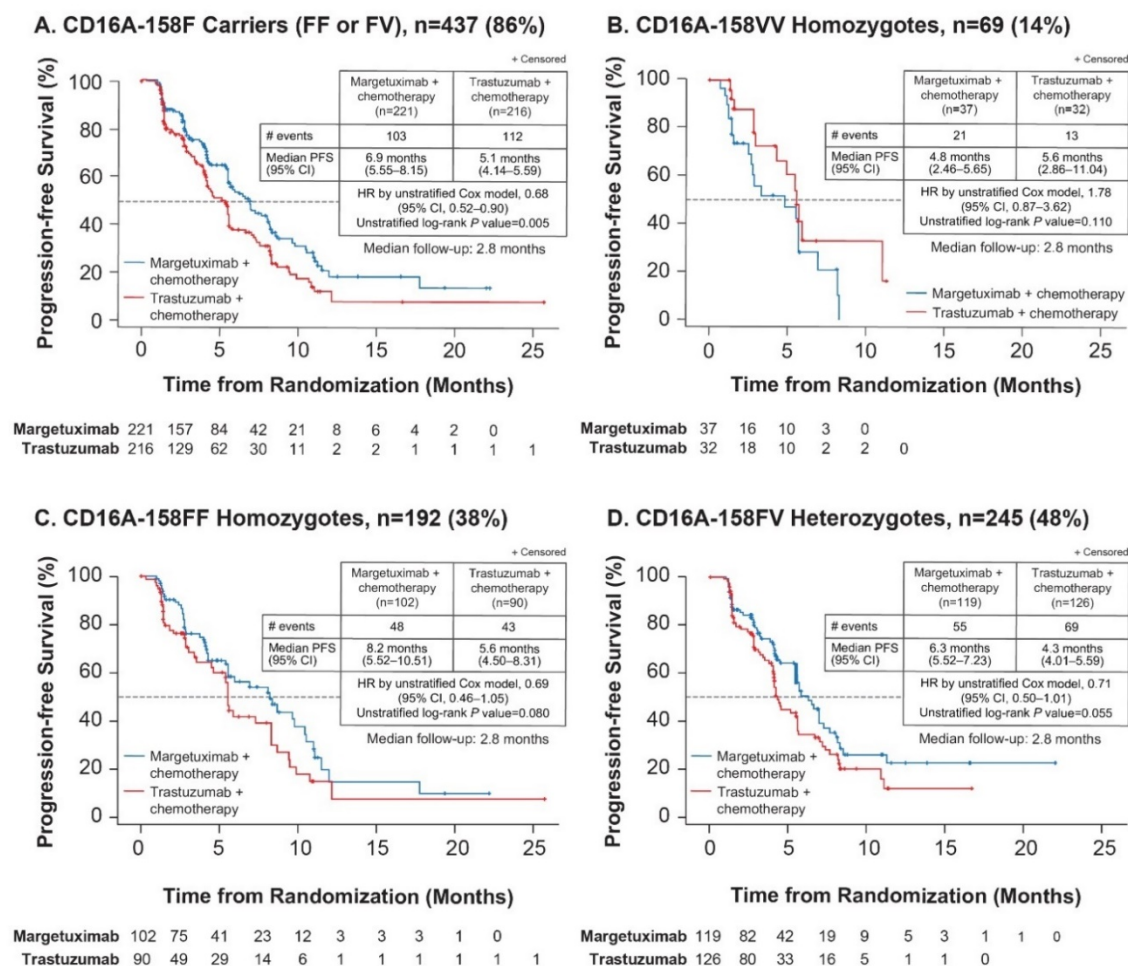 A. CD16A-158F Carriers (FF or FV), n=437 (86%)
+ Censored
Progression-free Survival (%)
100
80
60
40
20
0
Margetuximab + chemotherapy (n=221)
Trastuzumab + chemotherapy (n=216)
# events 103 112
Median PFS (95% CI) 6.9 months (5.55–8.15) 5.1 months (4.14–5.59)
HR by unstratified Cox model, 0.68
(95% CI, 0.52–0.90)
Unstratified log-rank P value=0.005
Median follow-up: 2.8 months
Margetuximab +
chemotherapy
Trastuzumab +
chemotherapy
0 5 10 15 20 25
Time from Randomization (Months)
Margetuximab 221 157 84 42 21 8 6 4 2 0
Trastuzumab 216 129 62 30 11 2 2 1 1 1 1
B. CD16A-158VV Homozygotes, n=69 (14%)
+ Censored
Progression-free Survival (%)
100
80
60
40
20
0
Margetuximab + chemotherapy (n=37)
Trastuzumab + chemotherapy (n=32)
# events 21 13
Median PFS (95% CI) 4.8 months (2.46–5.65) 5.6 months (2.86–11.04)
HR by unstratified Cox model, 1.78
(95% CI, 0.87–3.62)
Unstratified log-rank P value=0.110
Median follow-up: 2.8 months
Margetuximab + chemotherapy
Trastuzumab + chemotherapy
0 5 10 15 20 25
Time from Randomization (Months)
Margetuximab 37 16 10 3 0
Trastuzumab 32 18 10 2 2 0
C. CD16A-158FF Homozygotes, n=192 (38%)
+ Censored
Progression-free Survival (%)
100
80
60
40
20
0
Margetuximab + chemotherapy (n=102)
Trastuzumab + chemotherapy (n=90)
# events 48 43
Median PFS (95% CI) 8.2 months (5.52–10.51) 5.6 months (4.50–8.31)
HR by unstratified Cox model, 0.69
(95% CI, 0.46–1.05)
Unstratified log-rank P value=0.080
Median follow-up: 2.8 months
Margetuximab +
chemotherapy
Trastuzumab +
chemotherapy
0 5 10 15 20 25
Time from Randomization (Months)
Margetuximab 102 75 41 23 12 3 3 3 1 0
Trastuzumab 90 49 29 14 6 1 1 1 1 1 1
D. CD16A-158FV Heterozygotes, n=245 (48%)
+ Censored
Progression-free Survival (%)
100
80
60
40
20
0
Margetuximab + chemotherapy (n=119)
Trastuzumab + chemotherapy (n=126)
# events 55 69
Median PFS (95% CI) 6.3 months (5.52–7.23) 4.3 months (4.01–5.59)
HR by unstratified Cox model, 0.71
(95% CI, 0.50–1.01)
Unstratified log-rank P value=0.055
Median follow-up: 2.8 months
Margetuximab +
chemotherapy
Trastuzumab +
chemotherapy
0 5 10 15 20 25
Time from Randomization (Months)
Margetuximab 119 82 42 19 9 5 3 1 1 0
Trastuzumab 126 80 33 16 5 1 1 0